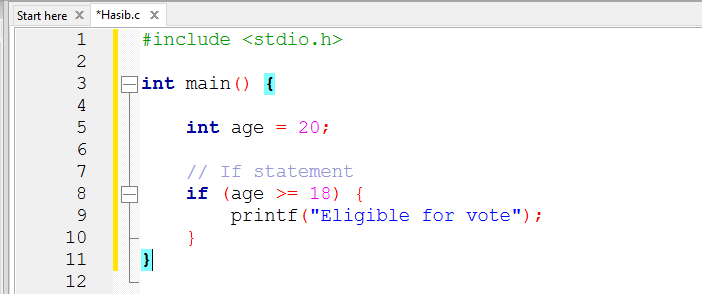 Start here X *Hasib.c X
1 #include <stdio.h>
2
3 int main() {
4
5     int age = 20;
6
7     // If statement
8     if (age >= 18) {
9         printf("Eligible for vote");
10     }
11 }
12